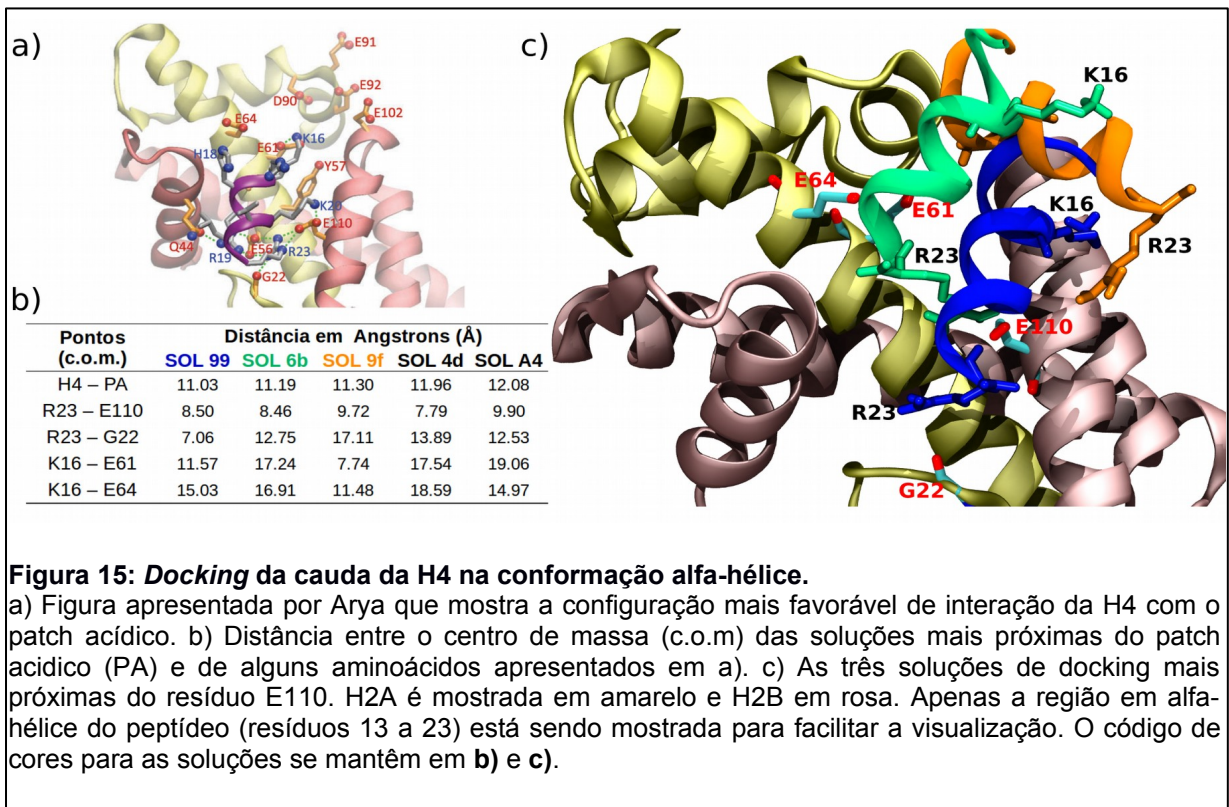 a)
E91
E92
D90
E102
E64
K16
E61
H18
Y57
K20
E110
Q44
E56
R19
R23
G22
b)
Pontos (c.o.m.) Distância em Angstrons (Å)
SOL 99 SOL 6b SOL 9f SOL 4d SOL A4
H4 – PA 11.03 11.19 11.30 11.96 12.08
R23 – E110 8.50 8.46 9.72 7.79 9.90
R23 – G22 7.06 12.75 17.11 13.89 12.53
K16 – E61 11.57 17.24 7.74 17.54 19.06
K16 – E64 15.03 16.91 11.48 18.59 14.97
c)
K16
E64
E61
K16
R23
R23
E110
R23
G22
Figura 15: Docking da cauda da H4 na conformação alfa-hélice.
a) Figura apresentada por Arya que mostra a configuração mais favorável de interação da H4 com o
patch acídico. b) Distância entre o centro de massa (c.o.m) das soluções mais próximas do patch
acidico (PA) e de alguns aminoácidos apresentados em a). c) As três soluções de docking mais
próximas do resíduo E110. H2A é mostrada em amarelo e H2B em rosa. Apenas a região em alfa-
hélice do peptídeo (resíduos 13 a 23) está sendo mostrada para facilitar a visualização. O código de
cores para as soluções se mantêm em b) e c).